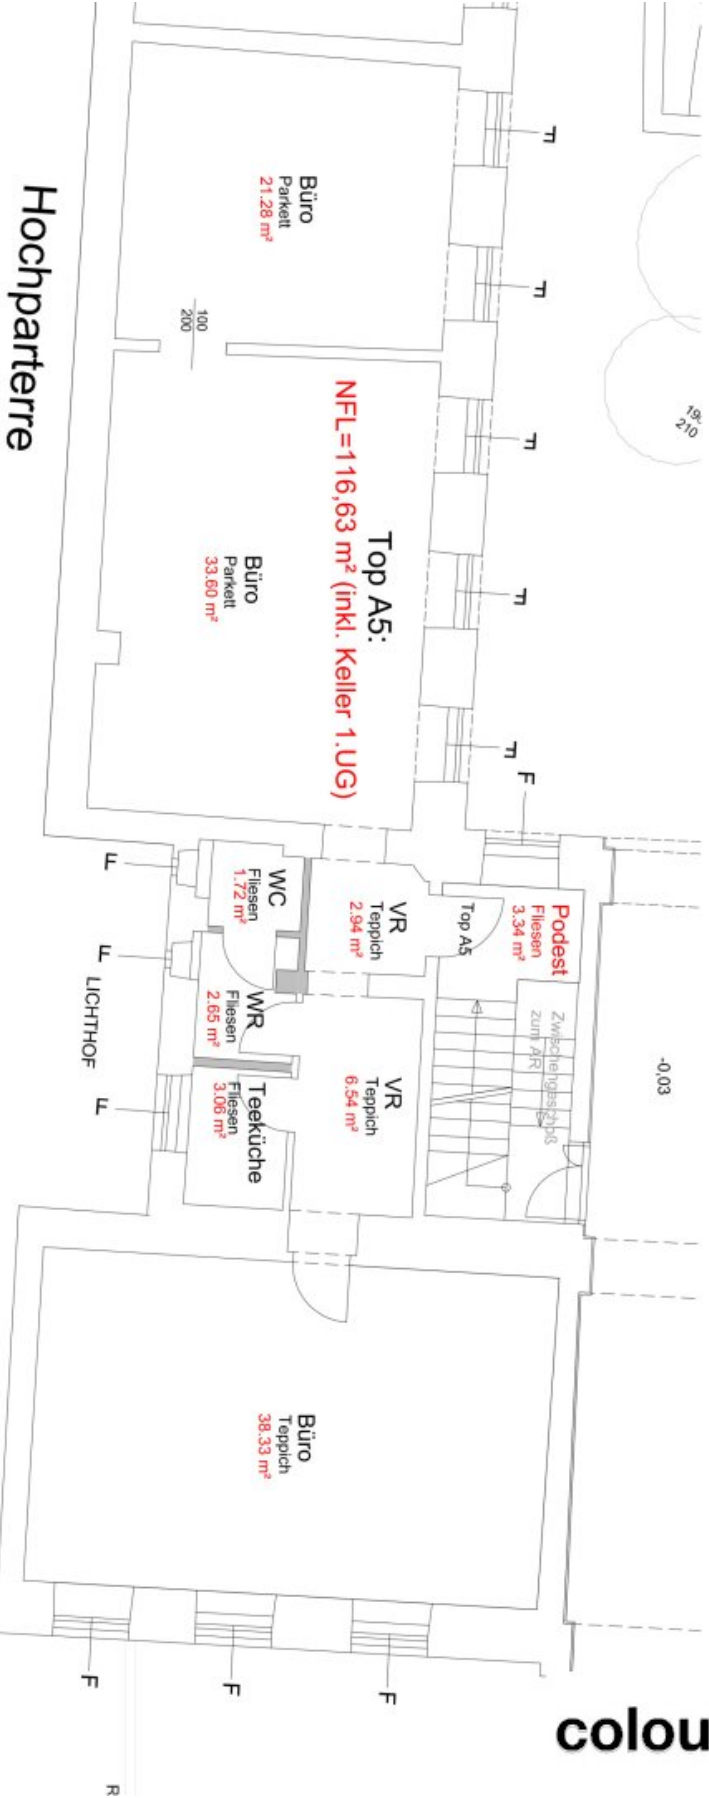 Hochparterre
Büro
Parkett
21.28 m²
100
200
Top A5:
NFL=116,63 m² (inkl. Keller 1.UG)
Büro
Parkett
33.60 m²
F
F
F
F
F
F
190
210
WC
Fliesen
1.72 m²
VR
Teppich
2.94 m²
Top A5
Podest
Fliesen
3.34 m²
WR
Fliesen
2.65 m²
VR
Teppich
6.54 m²
Zwischengeschoß
zum AR
Teeküche
Fliesen
3.06 m²
F
F
F
LICHTHOF
-0,03
Büro
Teppich
38.33 m²
F
F
F
colou
R